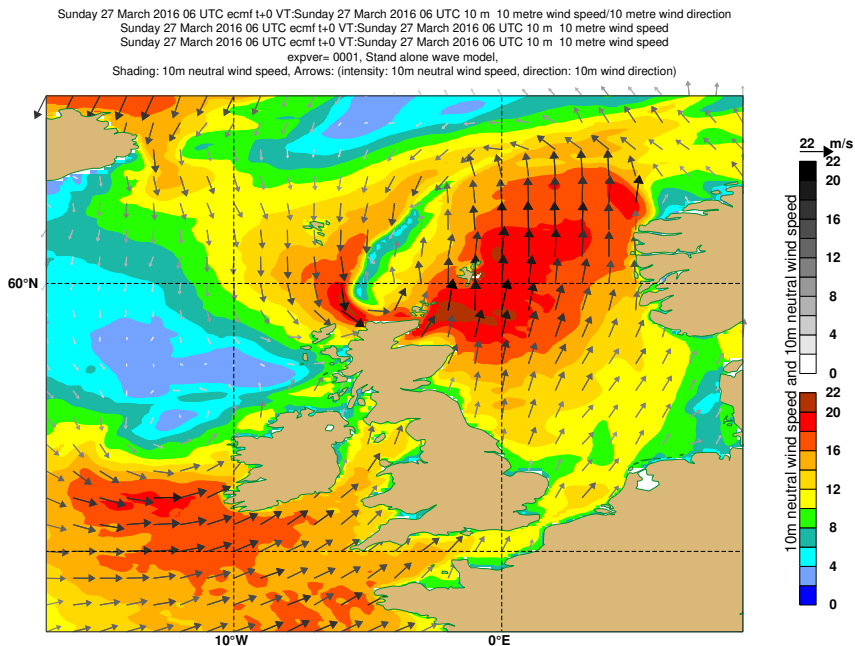 Sunday 27 March 2016 06 UTC ecmf t+0 VT:Sunday 27 March 2016 06 UTC 10 m 10 metre wind speed/10 metre wind direction
Sunday 27 March 2016 06 UTC ecmf t+0 VT:Sunday 27 March 2016 06 UTC 10 m 10 metre wind speed
Sunday 27 March 2016 06 UTC ecmf t+0 VT:Sunday 27 March 2016 06 UTC 10 m 10 metre wind speed
expver= 0001, Stand alone wave model,
Shading: 10m neutral wind speed, Arrows: (intensity: 10m neutral wind speed, direction: 10m wind direction)
22 m/s
22
20
16
12
8
4
0
22
20
16
12
8
4
0
10m neutral wind speed and 10m neutral wind speed
60°N
10°W
0°E